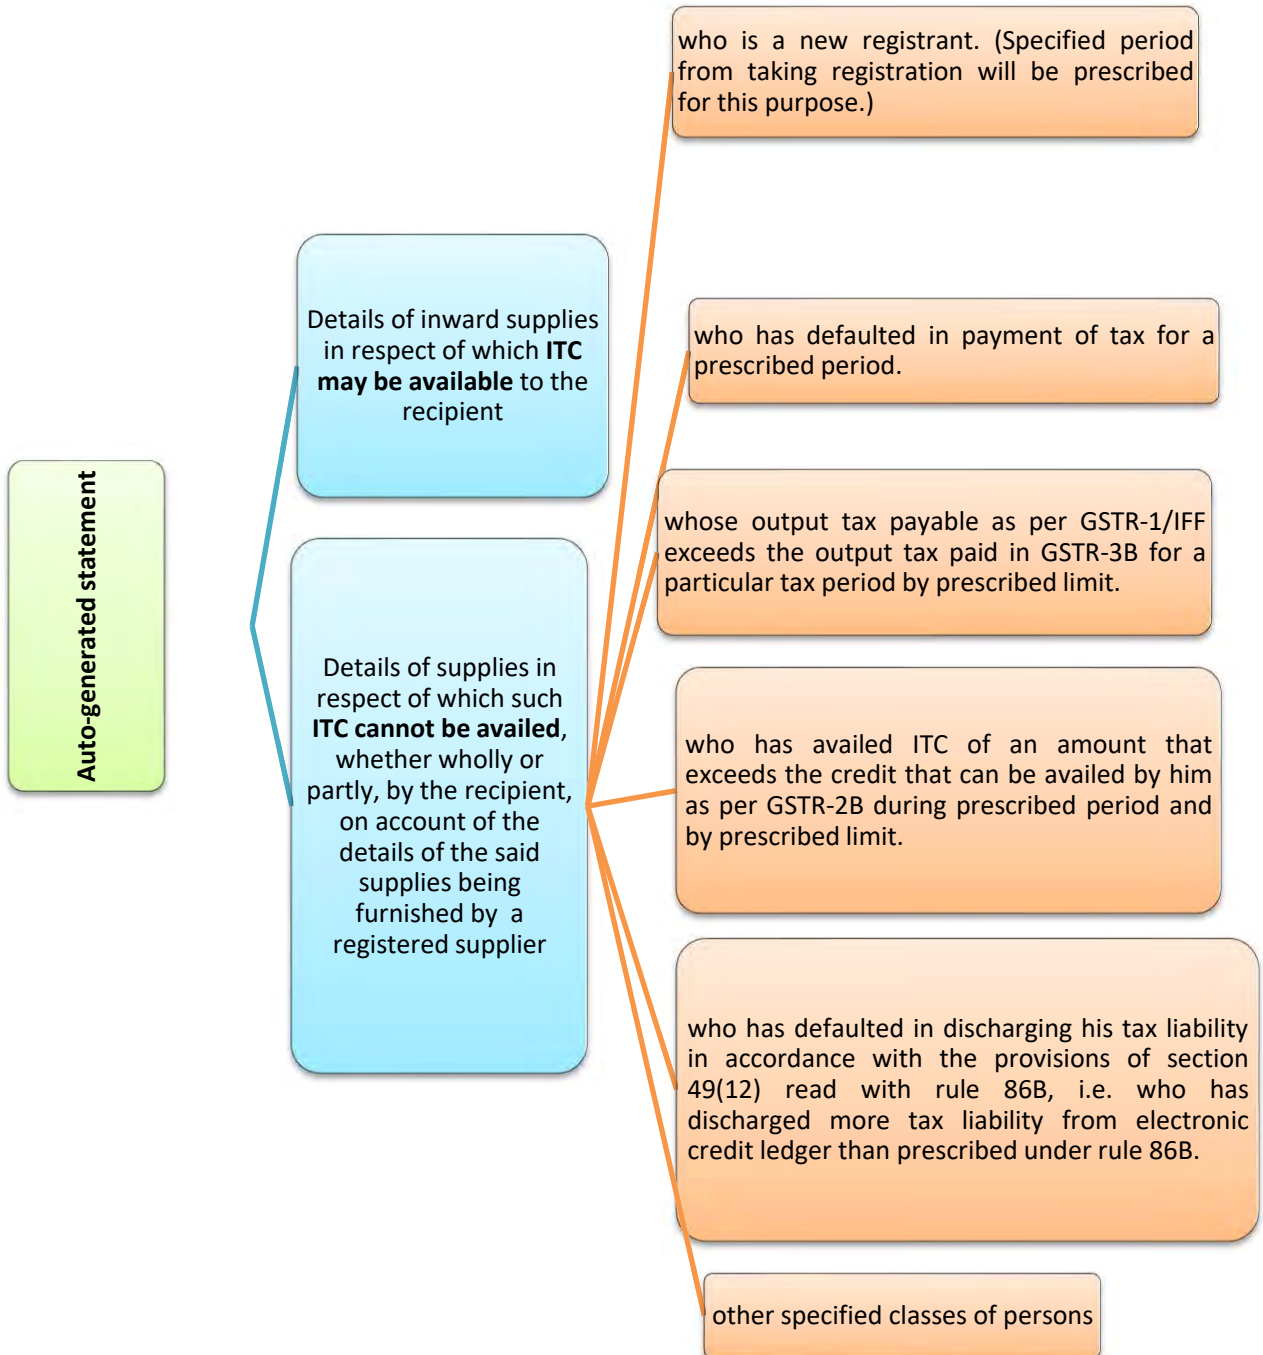 Auto-generated statement
Details of inward supplies
in respect of which ITC
may be available to the
recipient
Details of supplies in
respect of which such
ITC cannot be availed,
whether wholly or
partly, by the recipient,
on account of the
details of the said
supplies being
furnished by a
registered supplier
who is a new registrant. (Specified period
from taking registration will be prescribed
for this purpose.)
who has defaulted in payment of tax for a
prescribed period.
whose output tax payable as per GSTR-1/IFF
exceeds the output tax paid in GSTR-3B for a
particular tax period by prescribed limit.
who has availed ITC of an amount that
exceeds the credit that can be availed by him
as per GSTR-2B during prescribed period and
by prescribed limit.
who has defaulted in discharging his tax liability
in accordance with the provisions of section
49(12) read with rule 86B, i.e. who has
discharged more tax liability from electronic
credit ledger than prescribed under rule 86B.
other specified classes of persons